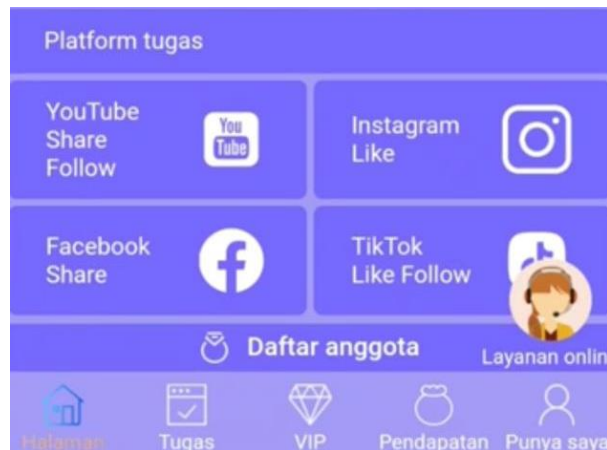 Platform tugas
YouTube
Share
Follow
You
Tube
Instagram
Like
Facebook
Share
TikTok
Like Follow
Daftar anggota
Layanan onlin
Halaman
Tugas
VIP
Pendapatan
Punya saya